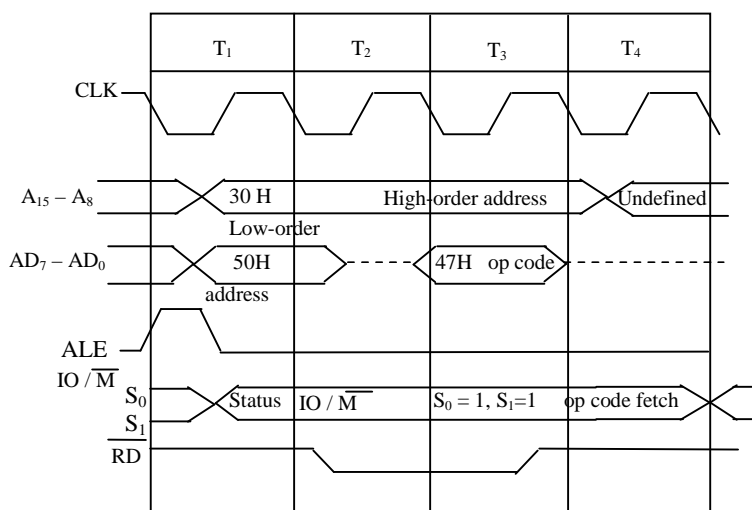 T₁ T₂ T₃ T₄
CLK
A₁₅ – A₈ 30 H High-order address Undefined
Low-order
AD₇ – AD₀ 50H 47H op code
address
ALE
IO / M̅
S₀ Status IO / M̅ S₀ = 1, S₁=1 op code fetch
S₁
R̅D̅